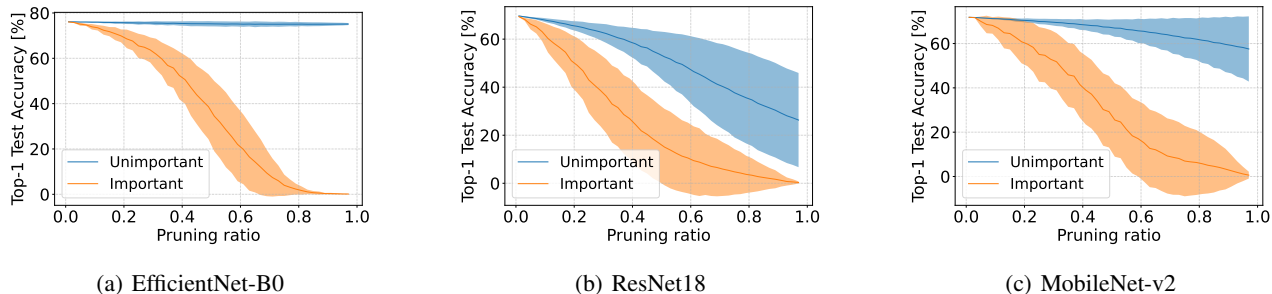 Top-1 Test Accuracy [%]
80
60
40
20
0
Unimportant
Important
0.0 0.2 0.4 0.6 0.8 1.0
Pruning ratio
(a) EfficientNet-B0
Top-1 Test Accuracy [%]
60
40
20
0
Unimportant
Important
0.0 0.2 0.4 0.6 0.8 1.0
Pruning ratio
(b) ResNet18
Top-1 Test Accuracy [%]
60
40
20
0
Unimportant
Important
0.0 0.2 0.4 0.6 0.8 1.0
Pruning ratio
(c) MobileNet-v2